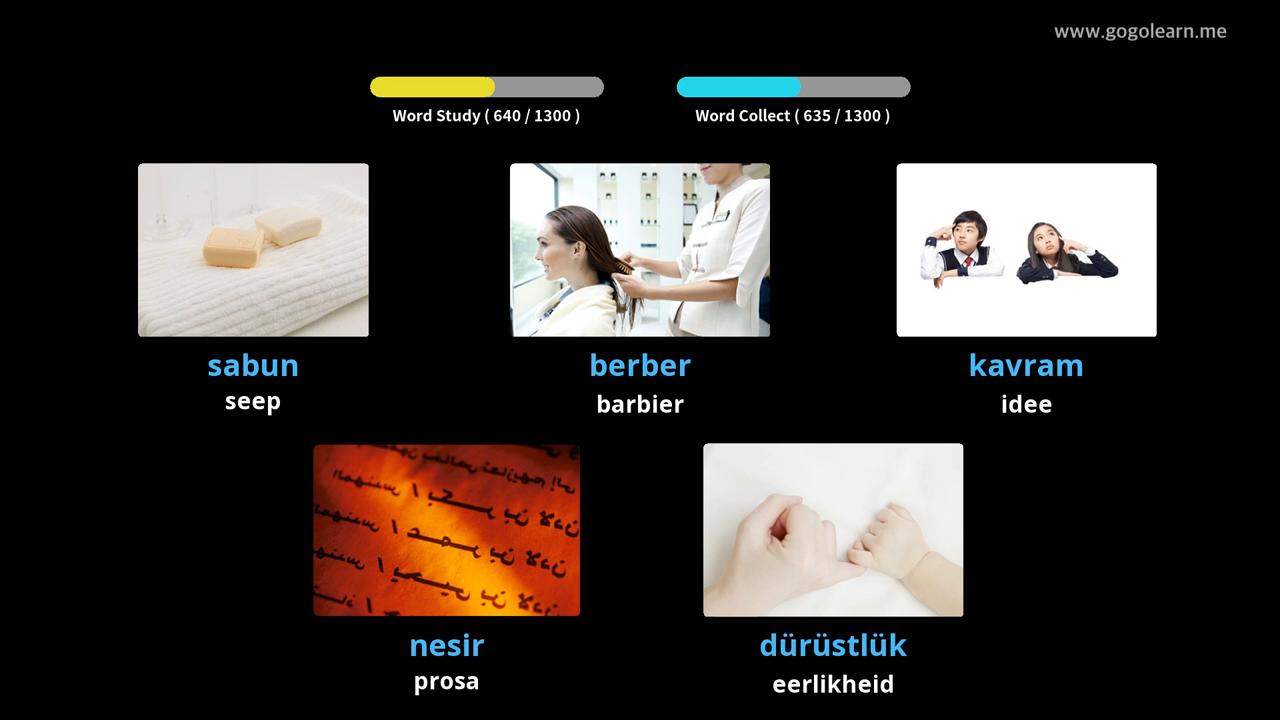 www.gogolearn.me
Word Study ( 640 / 1300 )
Word Collect ( 635 / 1300 )
sabun
seep
berber
barbier
kavram
idee
nesir
prosa
dürüstlük
eerlikheid